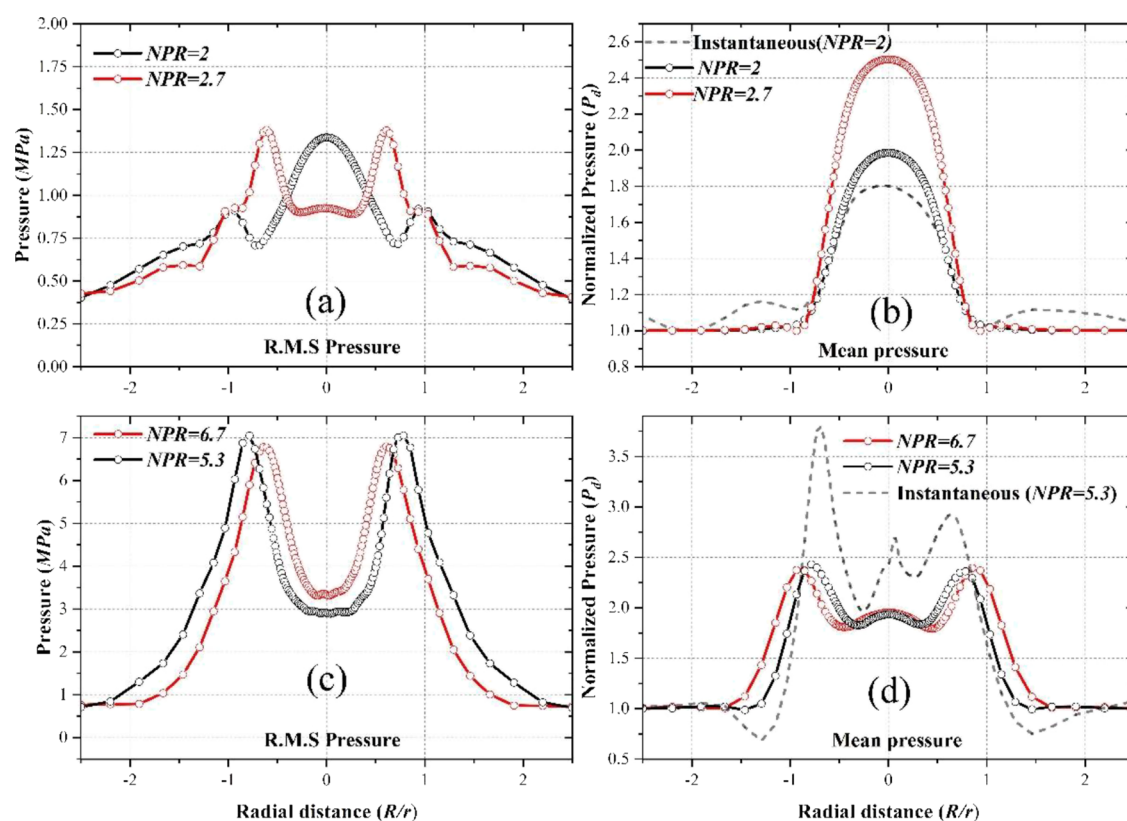 2.00
1.75
1.50
1.25
1.00
0.75
0.50
0.25
0.00
Pressure (MPa)
NPR=2
NPR=2.7
(a)
R.M.S Pressure
-2
-1
0
1
2
2.6
2.4
2.2
2.0
1.8
1.6
1.4
1.2
1.0
0.8
Normalized Pressure (Pd)
Instantaneous(NPR=2)
NPR=2
NPR=2.7
(b)
Mean pressure
-2
-1
0
1
2
7
6
5
4
3
2
1
0
Pressure (MPa)
NPR=6.7
NPR=5.3
(c)
R.M.S Pressure
-2
-1
0
1
2
Radial distance (R/r)
3.5
3.0
2.5
2.0
1.5
1.0
0.5
Normalized Pressure (Pd)
NPR=6.7
NPR=5.3
Instantaneous (NPR=5.3)
(d)
Mean pressure
-2
-1
0
1
2
Radial distance (R/r)